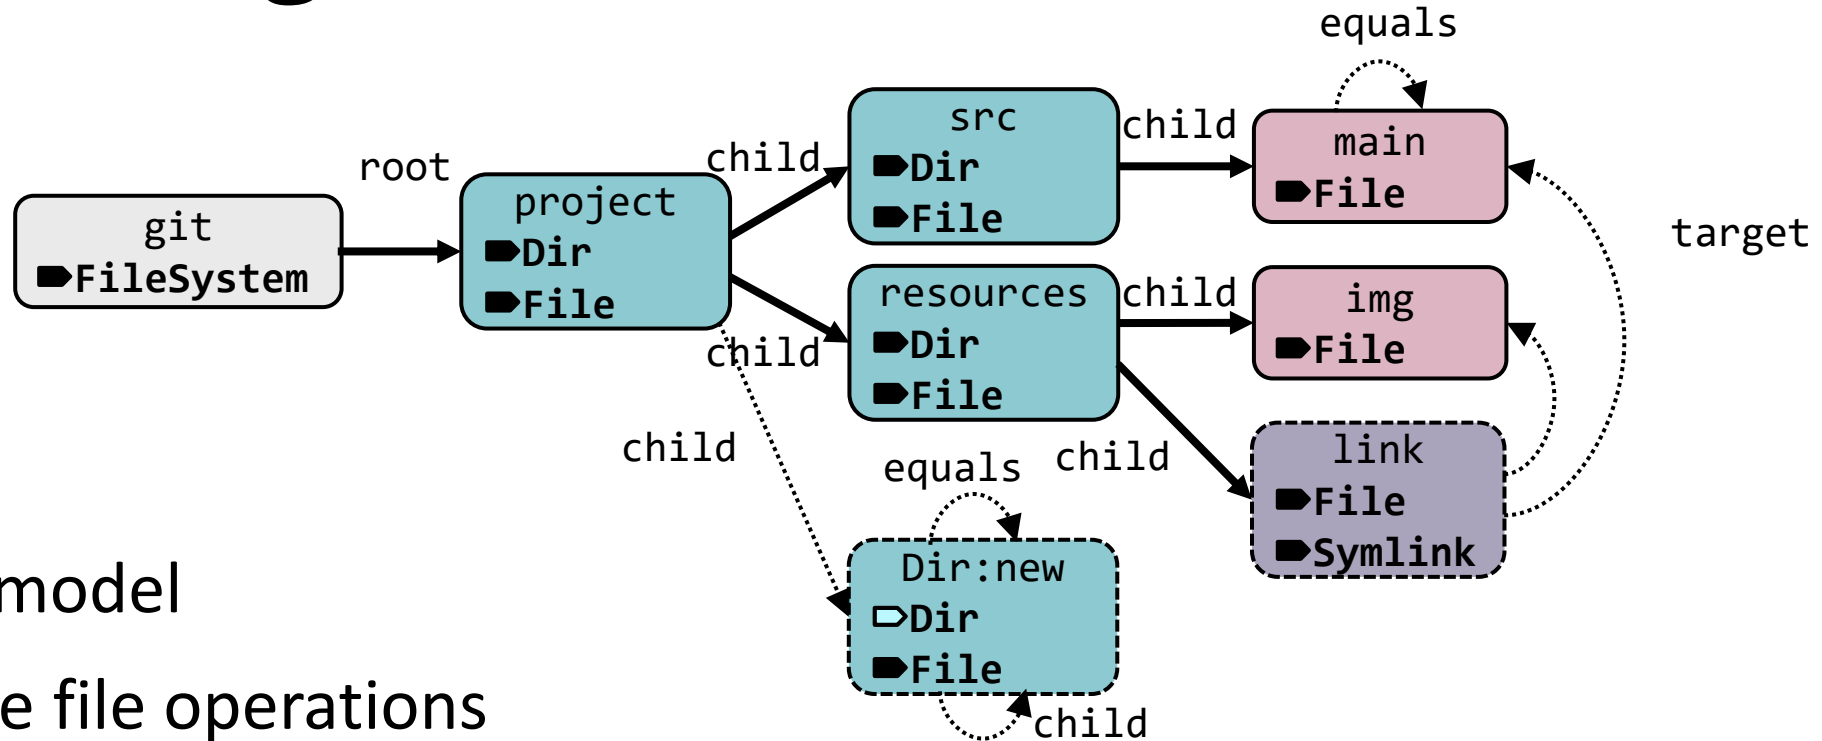 equals
src
Dir
File
child
main
File
root
child
project
Dir
File
git
FileSystem
target
resources
Dir
File
child
img
File
child
child
equals
child
link
File
Symlink
Dir:new
Dir
File
child
model
e file operations